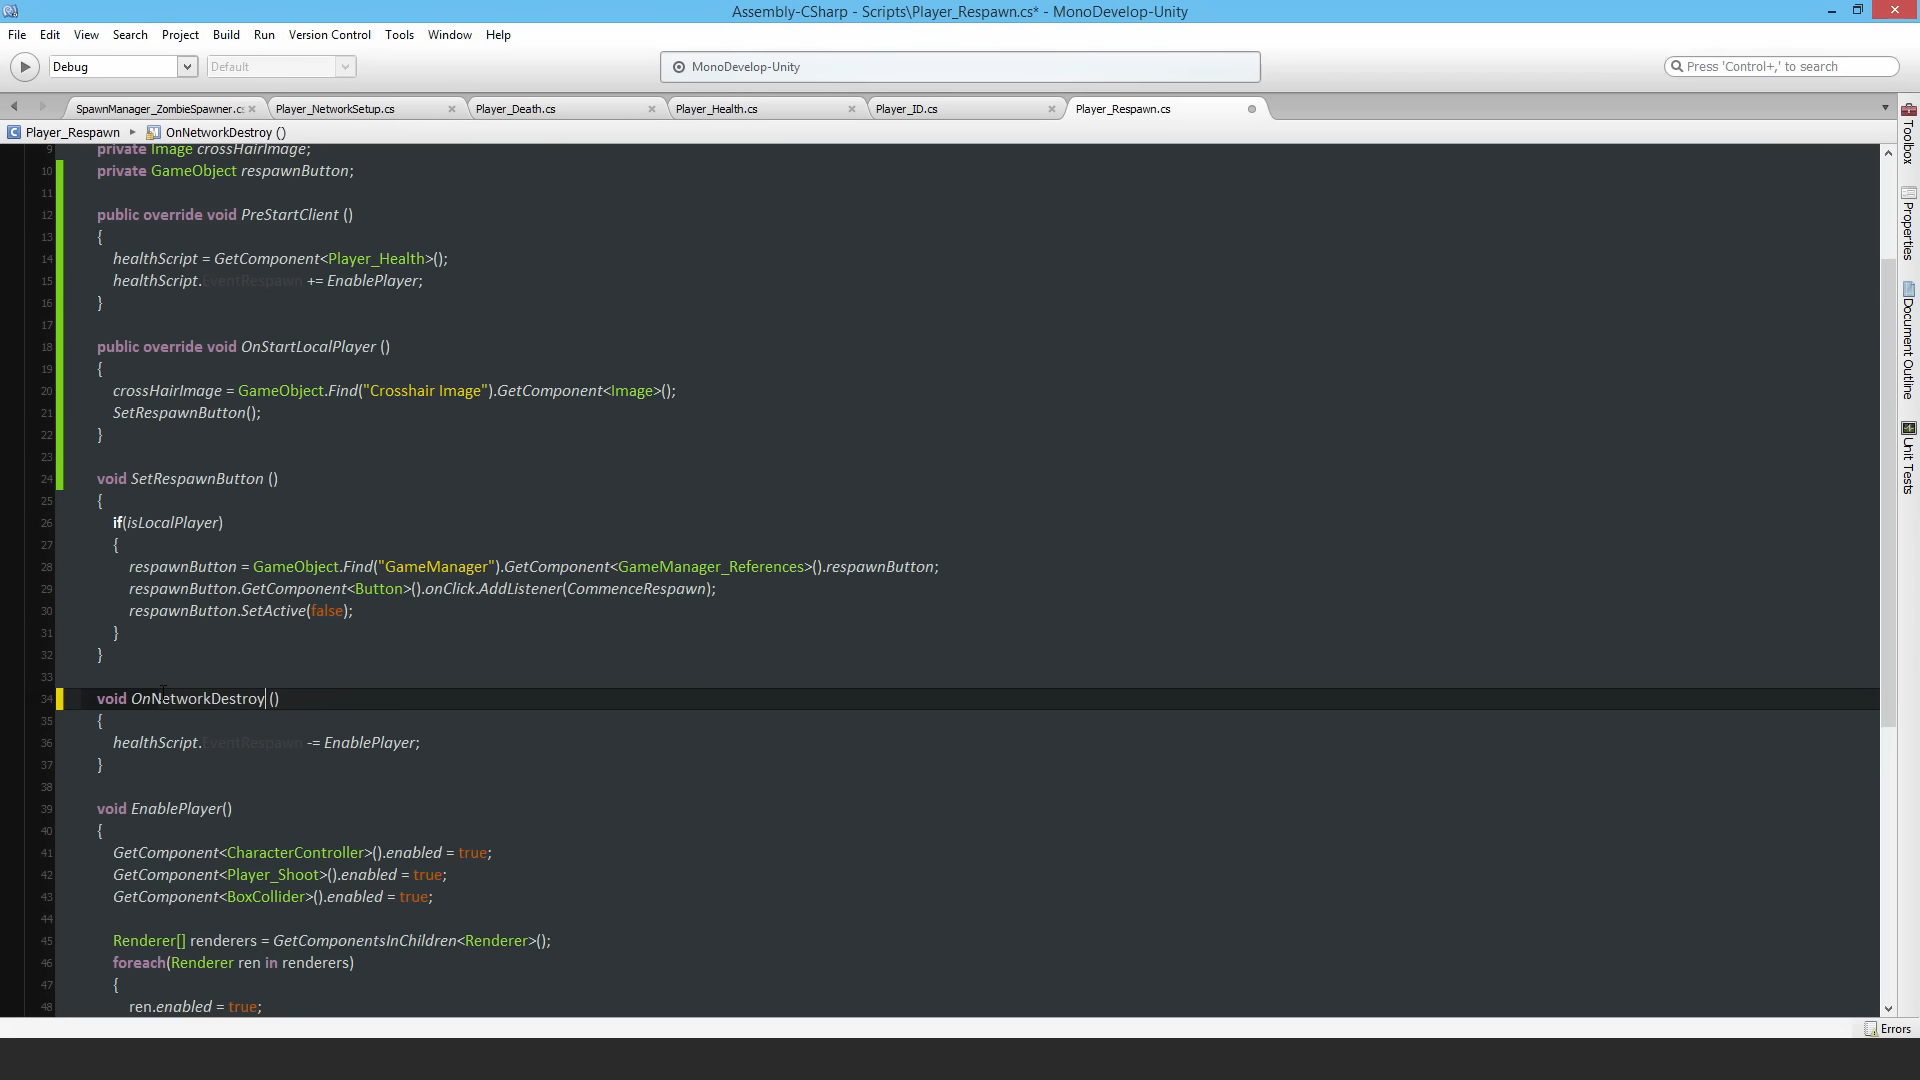 Assembly-CSharp - Scripts\Player_Respawn.cs* - MonoDevelop-Unity
File Edit View Search Project Build Run Version Control Tools Window Help
Debug Default MonoDevelop-Unity Press 'Control+,' to search
SpawnManager_ZombieSpawner.cs Player_NetworkSetup.cs Player_Death.cs Player_Health.cs Player_ID.cs Player_Respawn.cs
Player_Respawn OnNetworkDestroy ()
9 private Image crossHairImage;
10 private GameObject respawnButton;
11
12 public override void PreStartClient ()
13 {
14 healthScript = GetComponent<Player_Health>();
15 healthScript.EventRespawn += EnablePlayer;
16 }
17
18 public override void OnStartLocalPlayer ()
19 {
20 crossHairImage = GameObject.Find("Crosshair Image").GetComponent<Image>();
21 SetRespawnButton();
22 }
23
24 void SetRespawnButton ()
25 {
26 if(isLocalPlayer)
27 {
28 respawnButton = GameObject.Find("GameManager").GetComponent<GameManager_References>().respawnButton;
29 respawnButton.GetComponent<Button>().onClick.AddListener(CommenceRespawn);
30 respawnButton.SetActive(false);
31 }
32 }
33
34 void OnNetworkDestroy ()
35 {
36 healthScript.EventRespawn -= EnablePlayer;
37 }
38
39 void EnablePlayer()
40 {
41 GetComponent<CharacterController>().enabled = true;
42 GetComponent<Player_Shoot>().enabled = true;
43 GetComponent<BoxCollider>().enabled = true;
44
45 Renderer[] renderers = GetComponentsInChildren<Renderer>();
46 foreach(Renderer ren in renderers)
47 {
48 ren.enabled = true;
Toolbox
Properties
Document Outline
Unit Tests
Errors